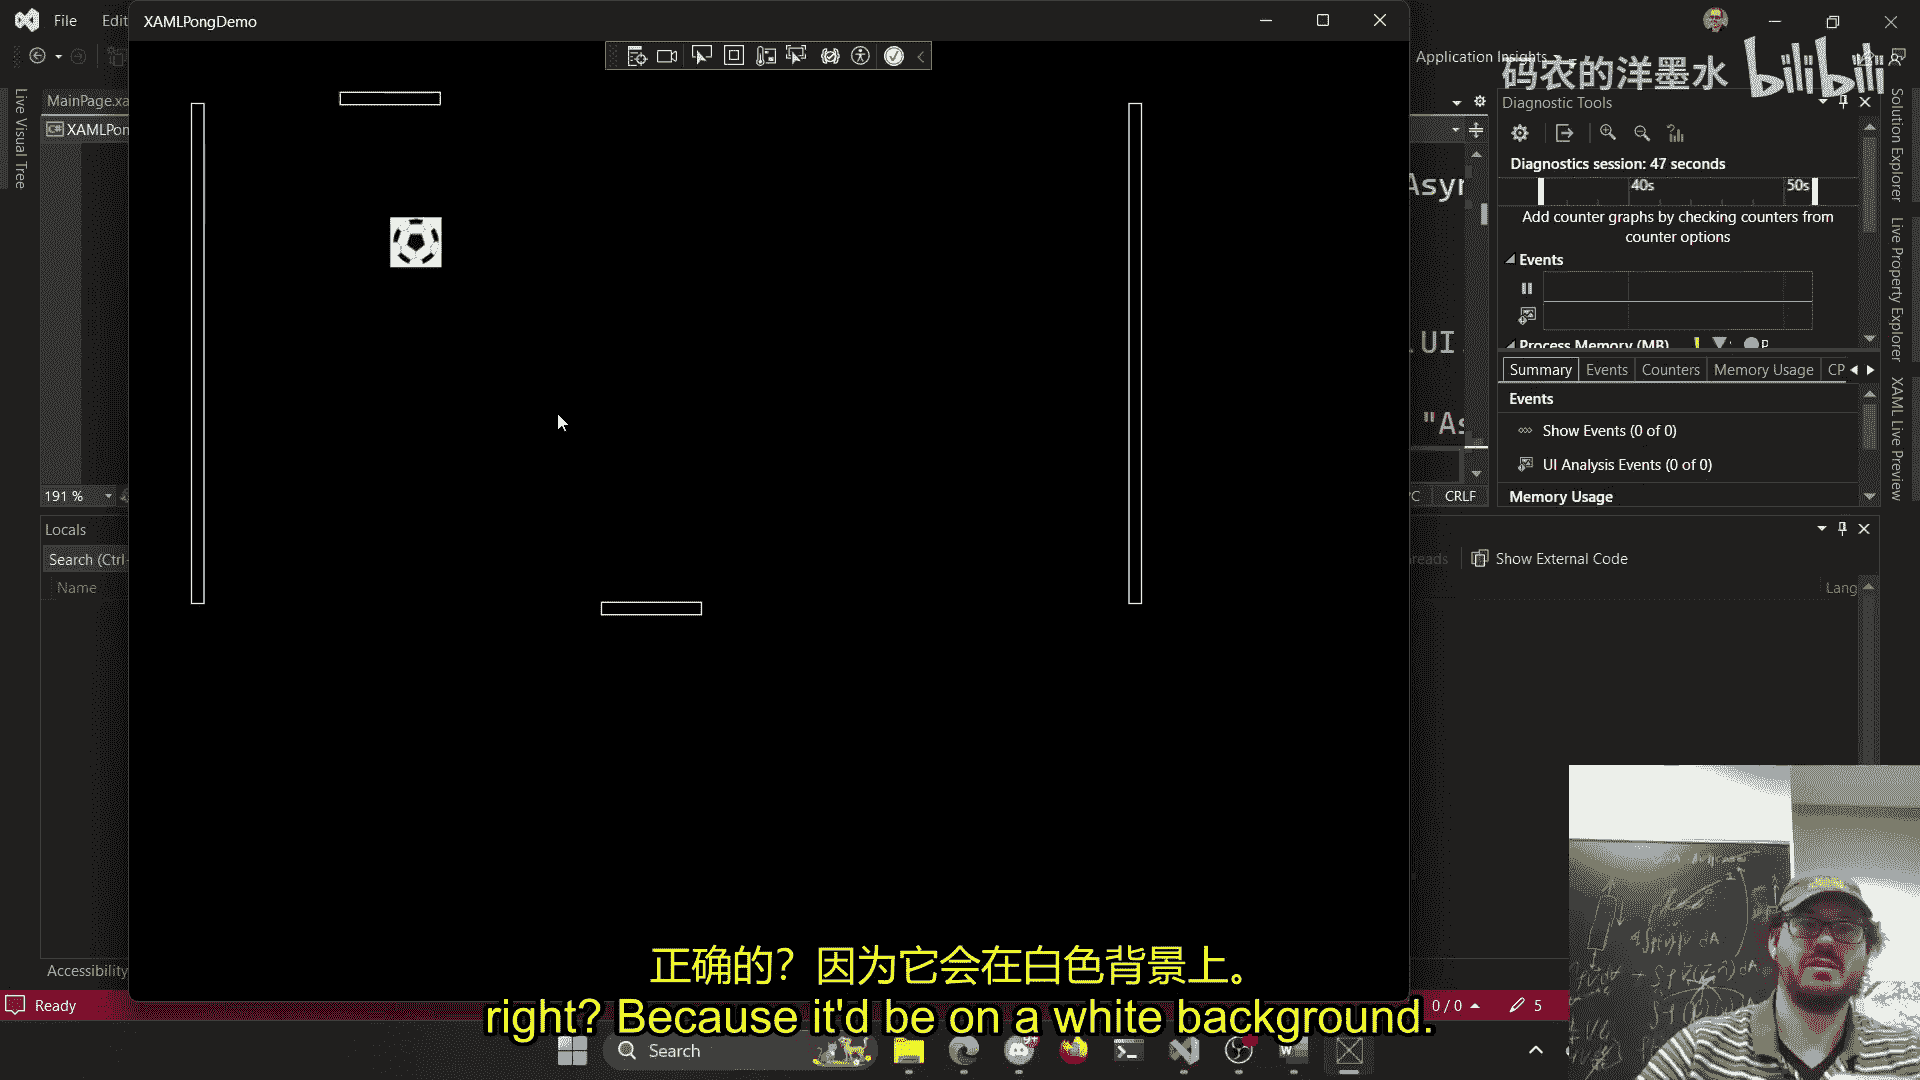 File
Edit
XAMLPongDemo
Application Insights
码农的洋墨水
bilibili
MainPage.xa
XAMLPon
Live Visual Tree
Asyn
.UI.
"As
191 %
CRLF
Diagnostic Tools
Diagnostics session: 47 seconds
40s
50s
Add counter graphs by checking counters from
counter options
Events
Process Memory (MB)
Summary
Events
Counters
Memory Usage
CP
Events
Show Events (0 of 0)
UI Analysis Events (0 of 0)
Memory Usage
Solution Explorer
Live Property Explorer
XAML Live Preview
Locals
Search (Ctrl+
Name
reads
Show External Code
Lang
Accessibility
Ready
0 / 0
5
正确的？因为它会在白色背景上。
right? Because it'd be on a white background.
Search